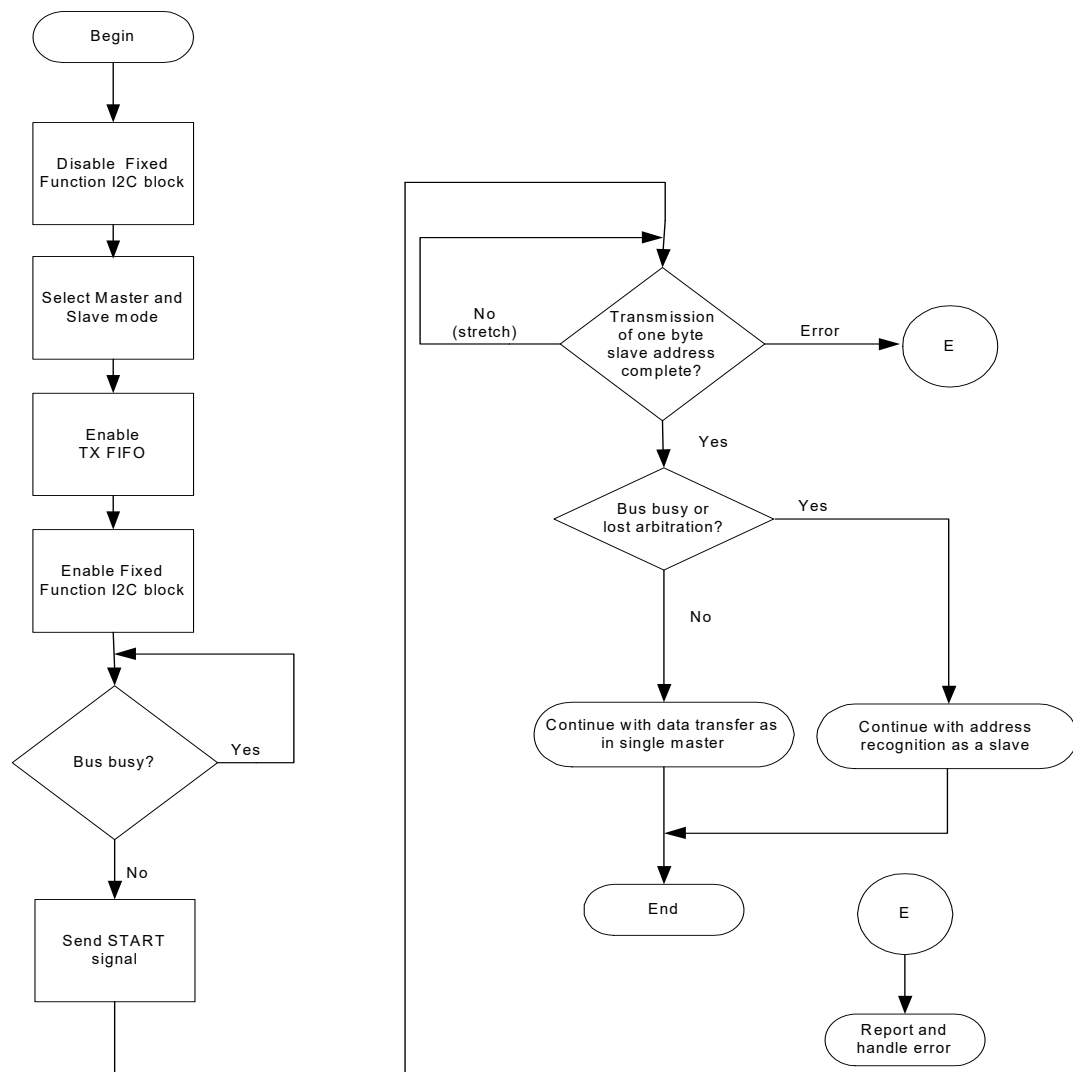 Begin
Disable Fixed
Function I2C block
Select Master and
Slave mode
Enable
TX FIFO
Enable Fixed
Function I2C block
Bus busy?
Yes
No
Send START
signal
No
(stretch)
Transmission
of one byte
slave address
complete?
Error
E
Yes
Bus busy or
lost arbitration?
Yes
No
Continue with data transfer as
in single master
Continue with address
recognition as a slave
End
E
Report and
handle error